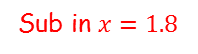 Sub in x = 1.8